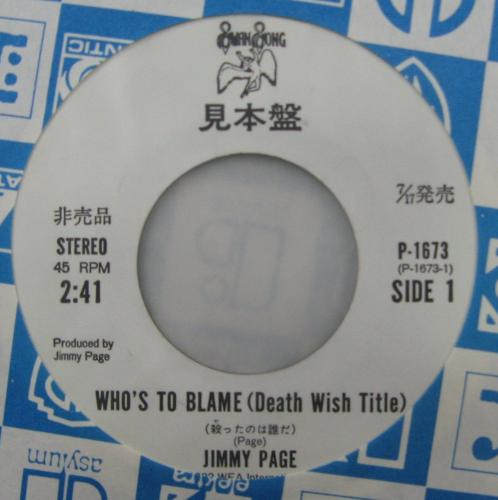 SWAN SONG
見本盤
非売品
7/17発売
STEREO
45 RPM
2:41
P-1673
(P-1673-1)
SIDE 1
Produced by
Jimmy Page
WHO'S TO BLAME (Death Wish Title)
(殺ったのは誰だ)
(Page)
JIMMY PAGE
asylum